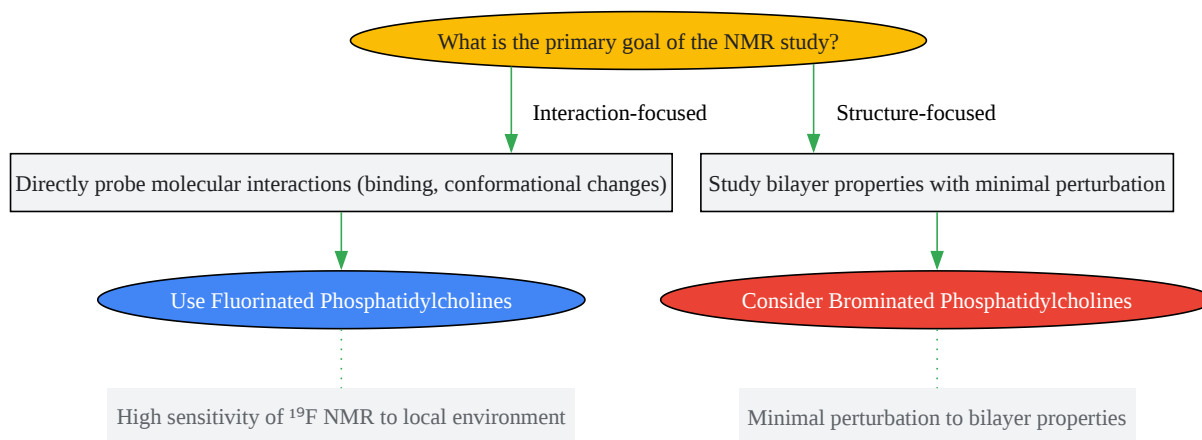 What is the primary goal of the NMR study?
Interaction-focused
Structure-focused
Directly probe molecular interactions (binding, conformational changes)
Study bilayer properties with minimal perturbation
Use Fluorinated Phosphatidylcholines
Consider Brominated Phosphatidylcholines
High sensitivity of ¹⁹F NMR to local environment
Minimal perturbation to bilayer properties